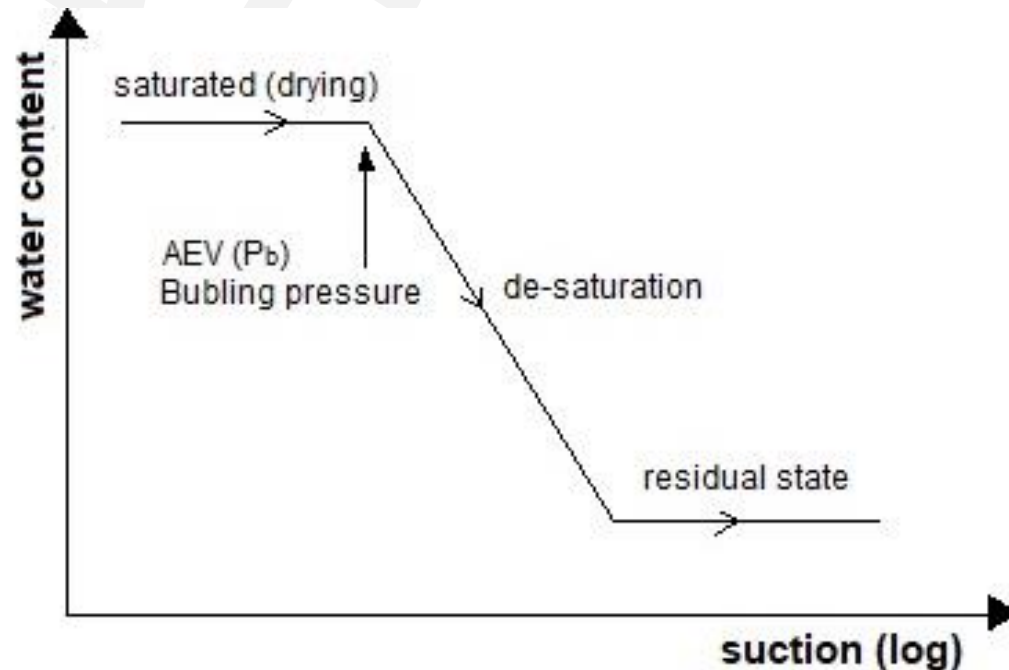 saturated (drying)
water content
AEV (Pb)
Bubling pressure
de-saturation
residual state
suction (log)